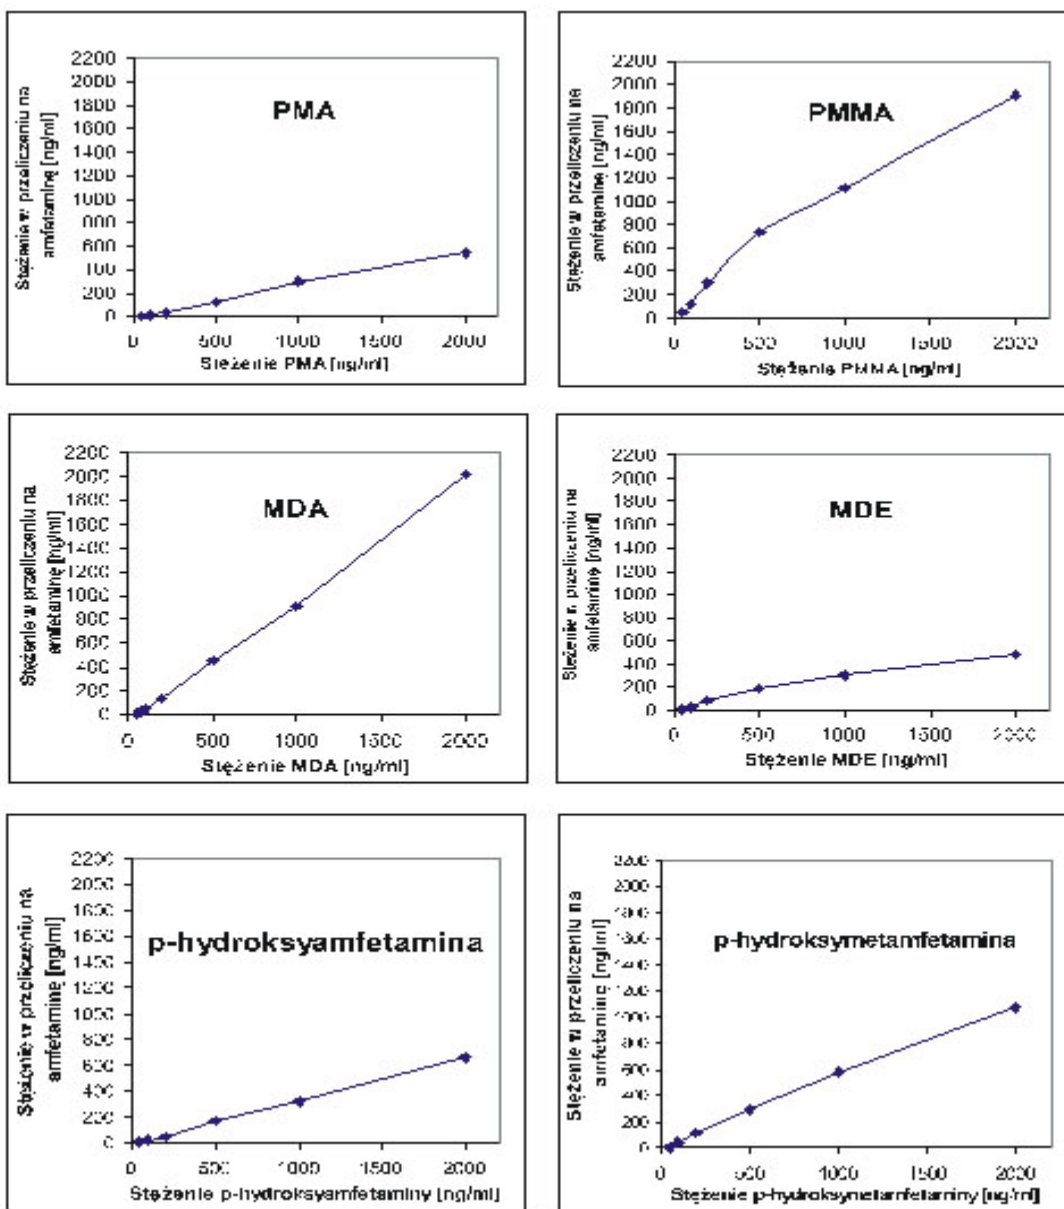 Stężenie w przeliczeniu na
amfetaminę [ng/ml]
PMA
2200
2000
1800
1600
1400
1200
1000
800
600
400
200
0
0 500 1000 1500 2000
Stężenie PMA [ng/ml]
Stężenie w przeliczeniu na
amfetaminę [ng/ml]
PMMA
2200
2000
1800
1600
1400
1200
1000
800
600
400
200
0
0 500 1000 1500 2000
Stężenie PMMA [ng/ml]
Stężenie w przeliczeniu na
amfetaminę [ng/ml]
MDA
2200
2000
1800
1600
1400
1200
1000
800
600
400
200
0
0 500 1000 1500 2000
Stężenie MDA [ng/ml]
Stężenie w przeliczeniu na
amfetaminę [ng/ml]
MDE
2200
2000
1800
1600
1400
1200
1000
800
600
400
200
0
0 500 1000 1500 2000
Stężenie MDE [ng/ml]
Stężenie w przeliczeniu na
amfetaminę [ng/ml]
p-hydroksyamfetamina
2200
2000
1800
1600
1400
1200
1000
800
600
400
200
0
0 500 1000 1500 2000
Stężenie p-hydroksyamfetaminy [ng/ml]
Stężenie w przeliczeniu na
amfetaminę [ng/ml]
p-hydroksymetamfetamina
2200
2000
1800
1600
1400
1200
1000
800
600
400
200
0
0 500 1000 1500 2000
Stężenie p-hydroksymetamfetaminy [ng/ml]